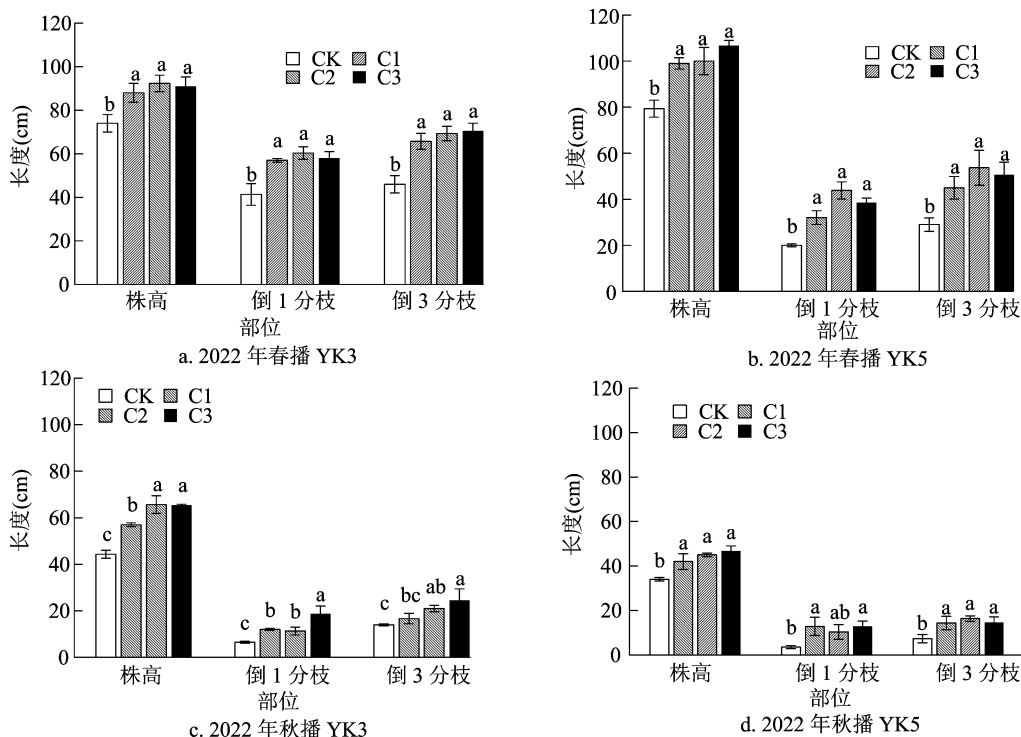 120
100
80
60
40
20
0
长度(cm)
CK C1
C2 C3
b a a a
b a a a
b a a a
株高 倒 1 分枝 倒 3 分枝
部位
a. 2022 年春播 YK3
120
100
80
60
40
20
0
长度(cm)
CK C1
C2 C3
b a a a
b a a a
b a a a
株高 倒 1 分枝 倒 3 分枝
部位
b. 2022 年春播 YK5
120
100
80
60
40
20
0
长度(cm)
CK C1
C2 C3
c b a a
c b b a
c bc ab a
株高 倒 1 分枝 倒 3 分枝
部位
c. 2022 年秋播 YK3
120
100
80
60
40
20
0
长度(cm)
CK C1
C2 C3
b a a a
b a ab a
b a a a
株高 倒 1 分枝 倒 3 分枝
部位
d. 2022 年秋播 YK5